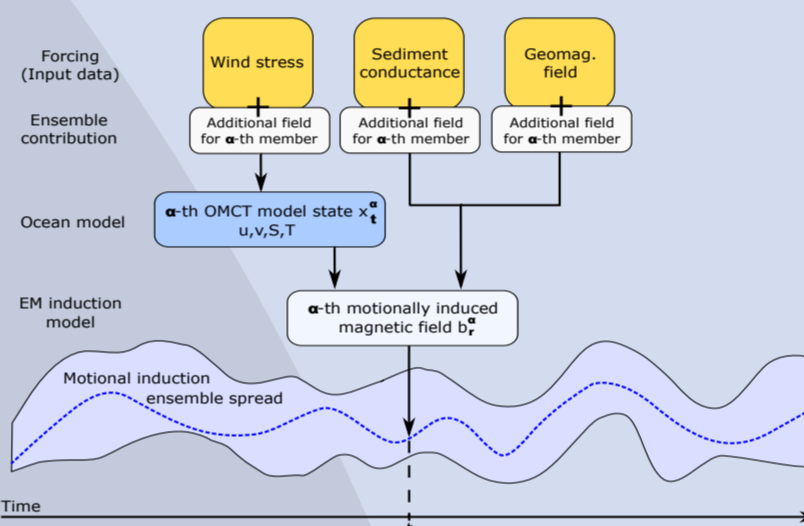 Forcing
(Input data)
Wind stress
Sediment
conductance
Geomag.
field
Ensemble
contribution
Additional field
for α-th member
Additional field
for α-th member
Additional field
for α-th member
Ocean model
α-th OMCT model state x_t^α
u,v,S,T
EM induction
model
α-th motionally induced
magnetic field b_r^α
Motional induction
ensemble spread
Time